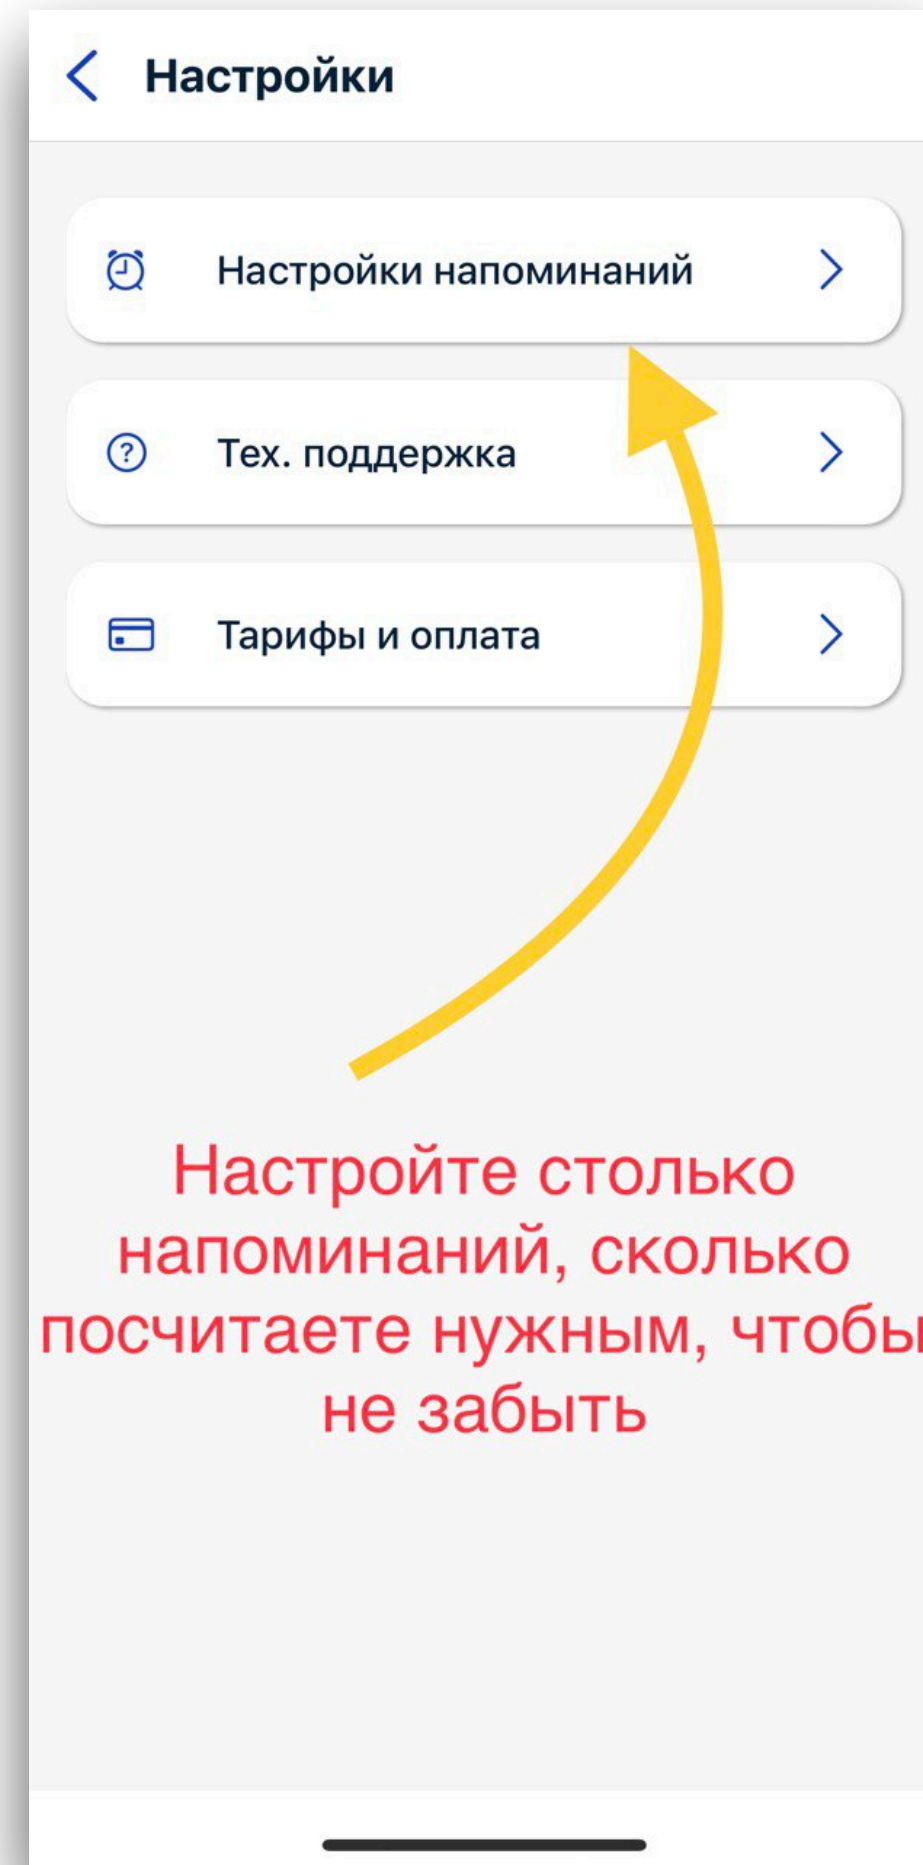 Настройки
Настройки напоминаний
Тех. поддержка
Тарифы и оплата
Настройте столько
напоминаний, сколько
посчитаете нужным, чтобы
не забыть